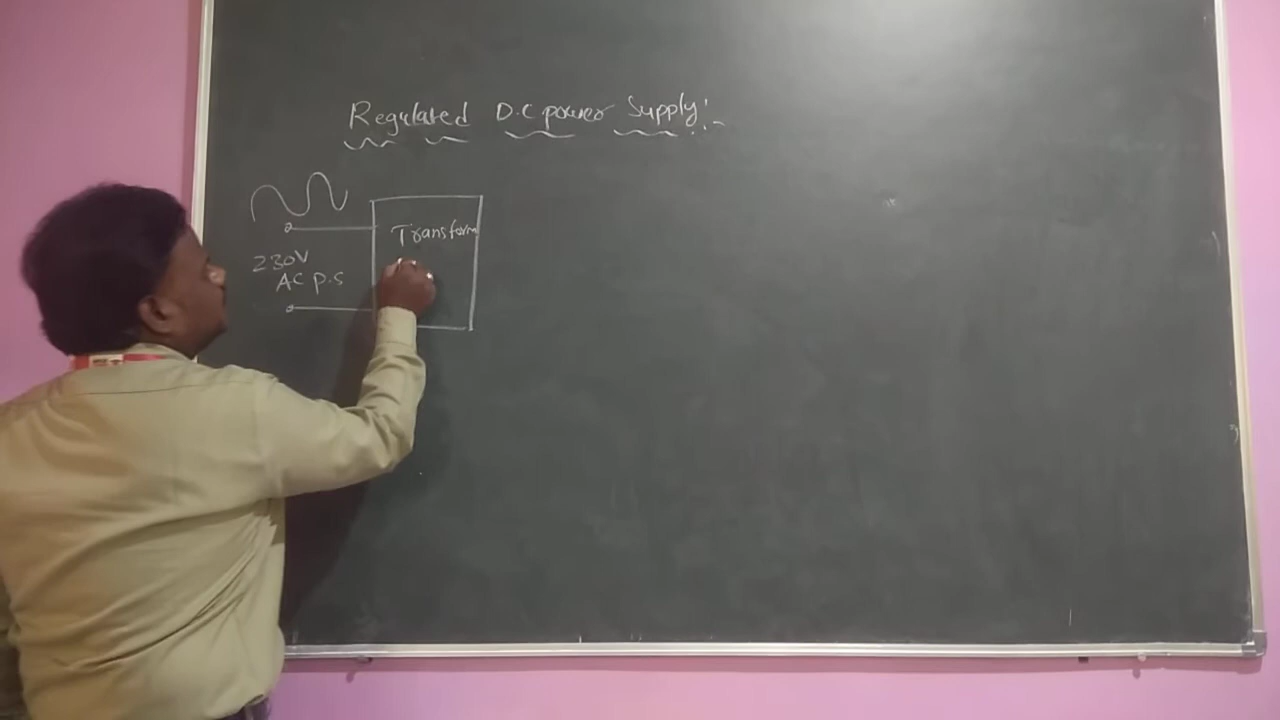 Regulated D.C power Supply:-
Transform
230V
AC p.s